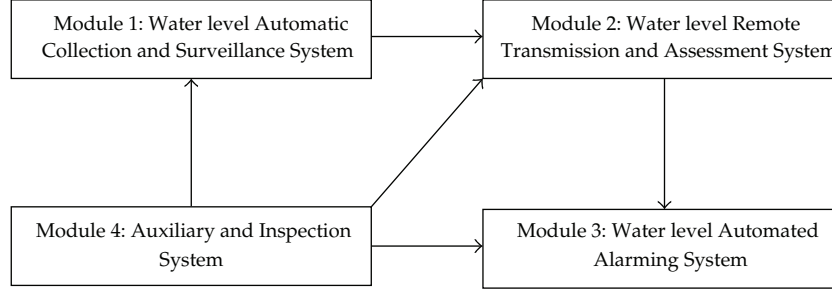 Module 1: Water level Automatic
Collection and Surveillance System
Module 2: Water level Remote
Transmission and Assessment System
Module 4: Auxiliary and Inspection
System
Module 3: Water level Automated
Alarming System